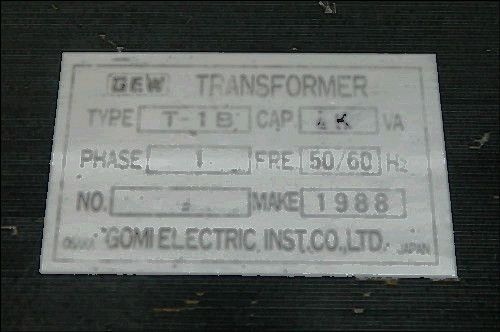 GEW TRANSFORMER
TYPE T-1B CAP K VA
PHASE 1 FRE 50/60 Hz
NO. MAKE 1988
GOMI ELECTRIC. INST.CO.,LTD. JAPAN